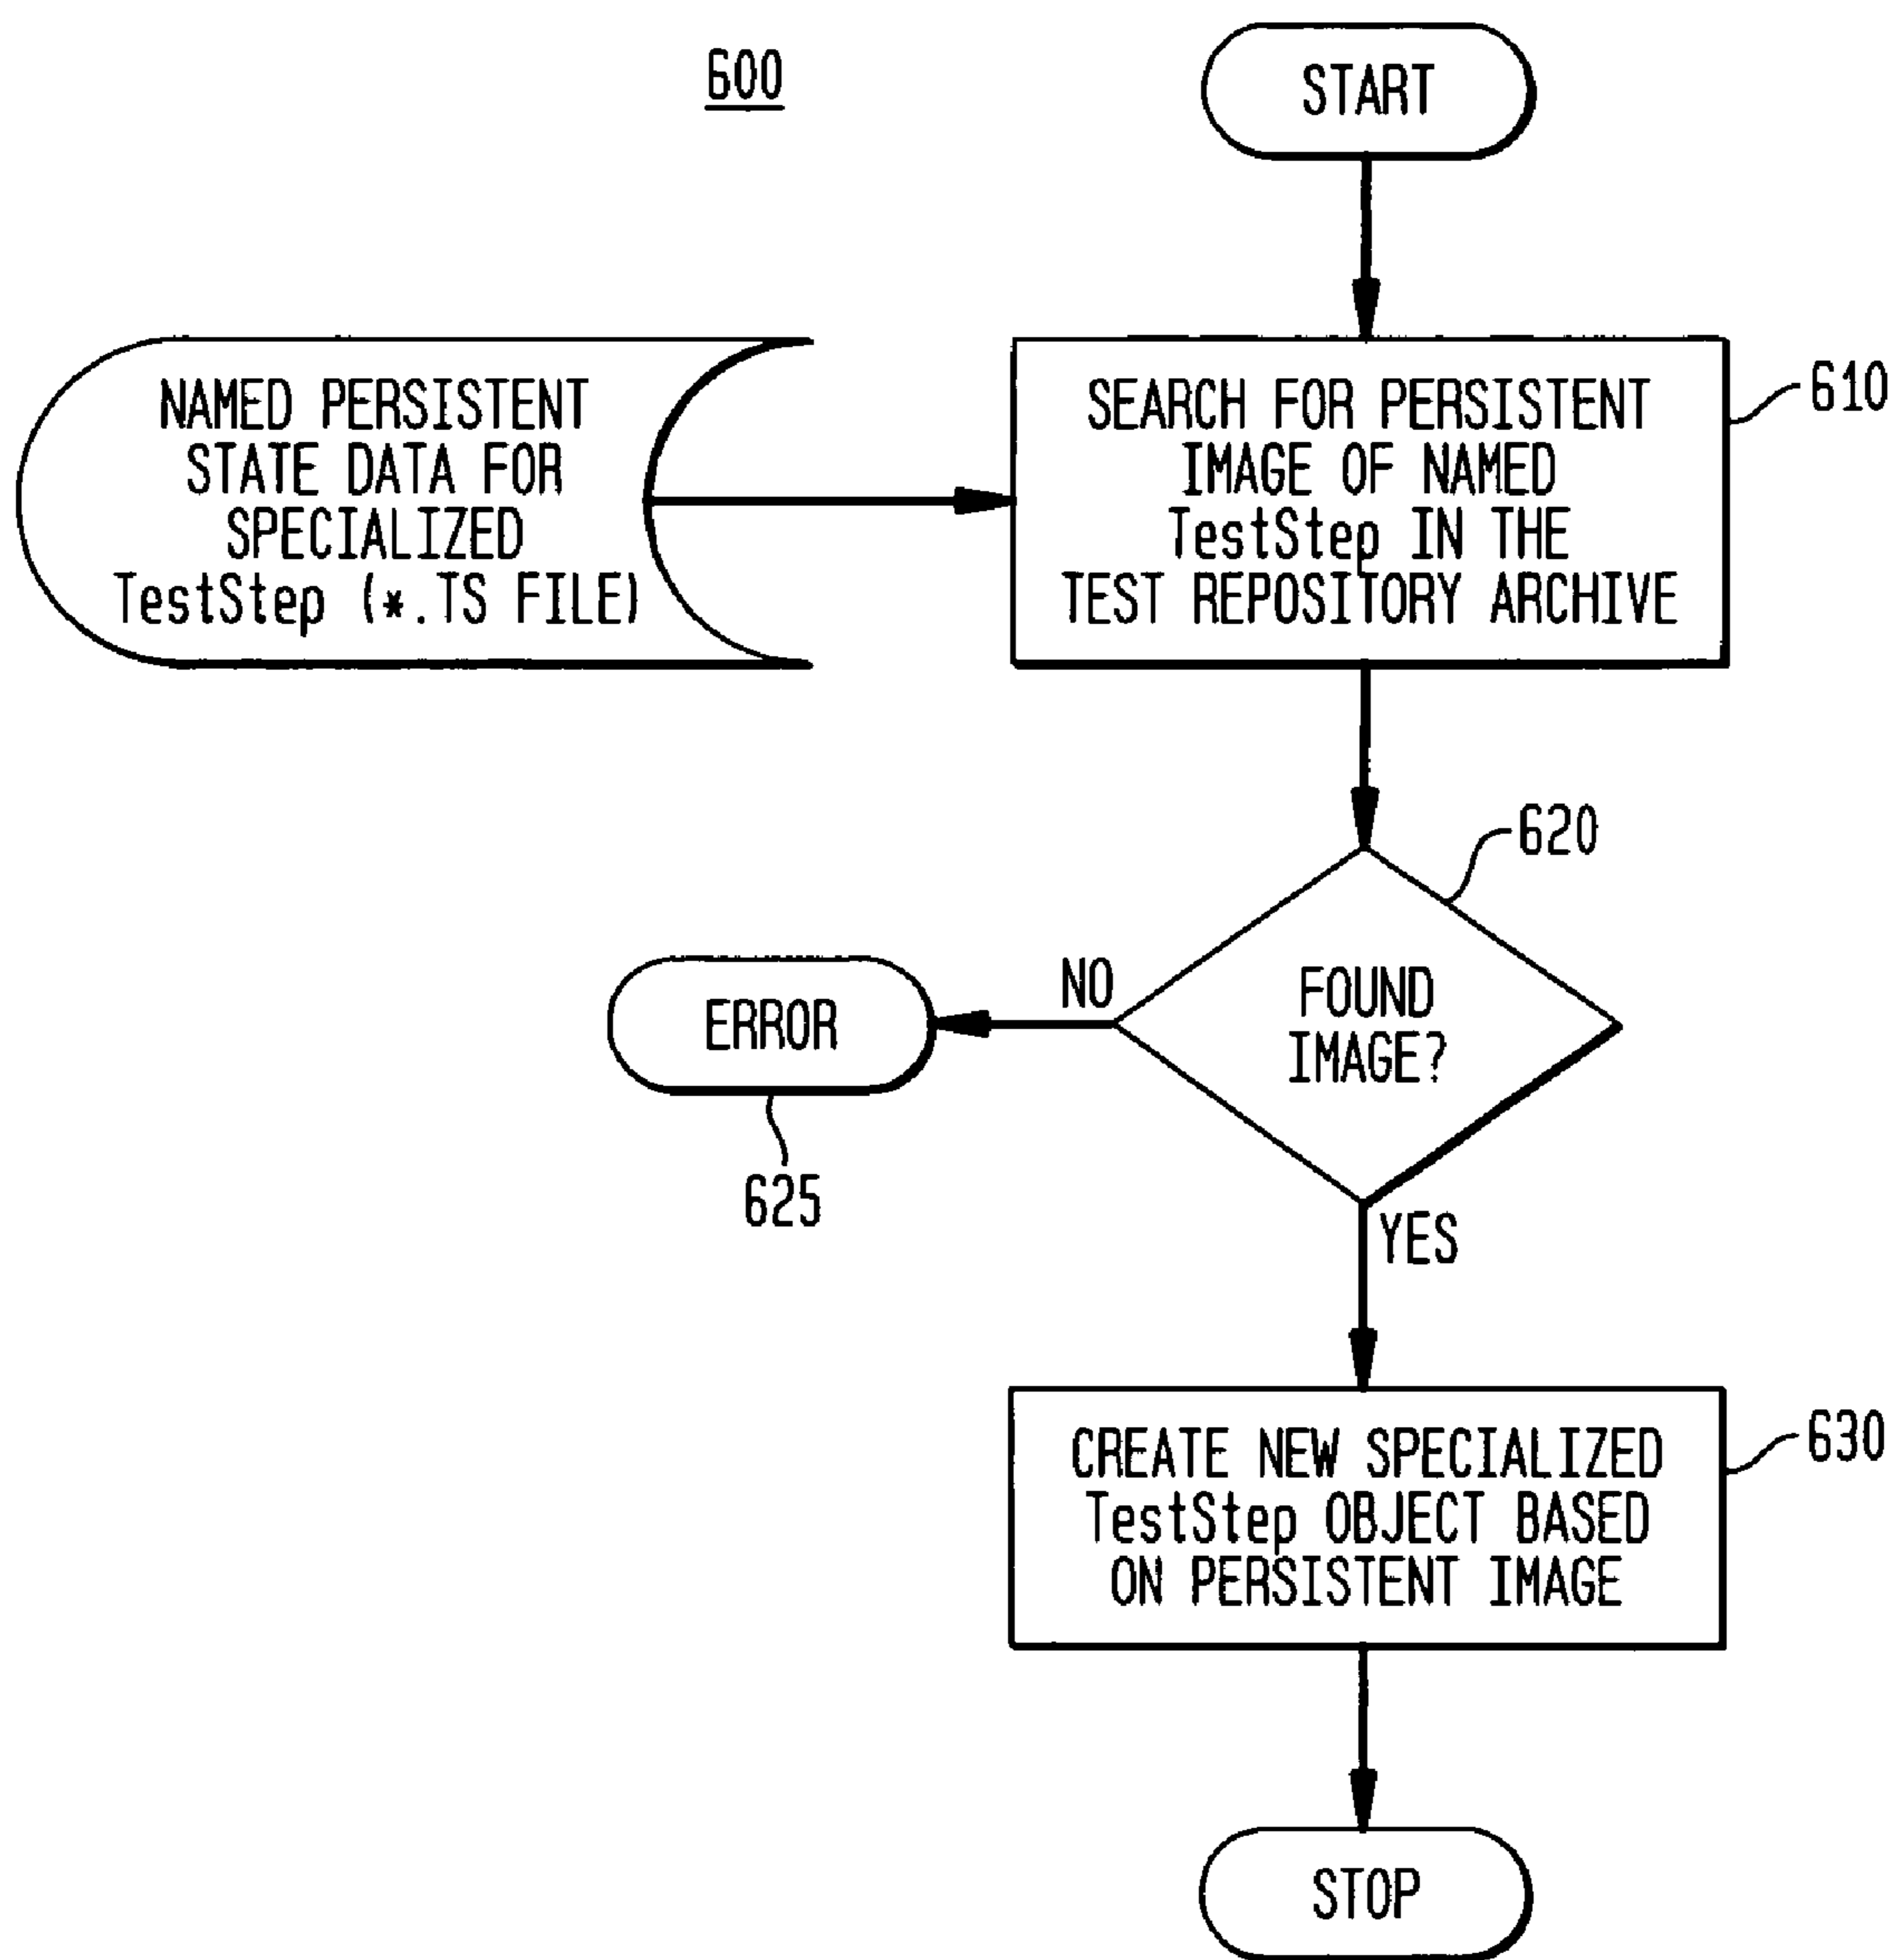 600
START
NAMED PERSISTENT
STATE DATA FOR
SPECIALIZED
TestStep (*.TS FILE)
SEARCH FOR PERSISTENT
IMAGE OF NAMED
TestStep IN THE
TEST REPOSITORY ARCHIVE
610
620
FOUND
IMAGE?
NO
ERROR
625
YES
CREATE NEW SPECIALIZED
TestStep OBJECT BASED
ON PERSISTENT IMAGE
630
STOP